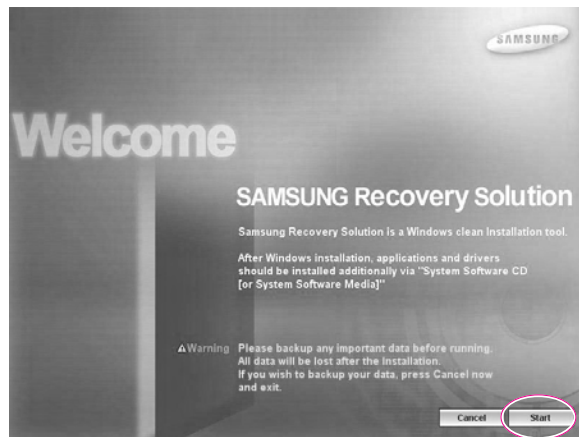 SAMSUNG
Welcome
SAMSUNG Recovery Solution
Samsung Recovery Solution is a Windows clean Installation tool.
After Windows installation, applications and drivers
should be installed additionally via "System Software CD
[or System Software Media]"
Warning Please backup any important data before running.
All data will be lost after the Installation.
If you wish to backup your data, press Cancel now
and exit.
Cancel Start